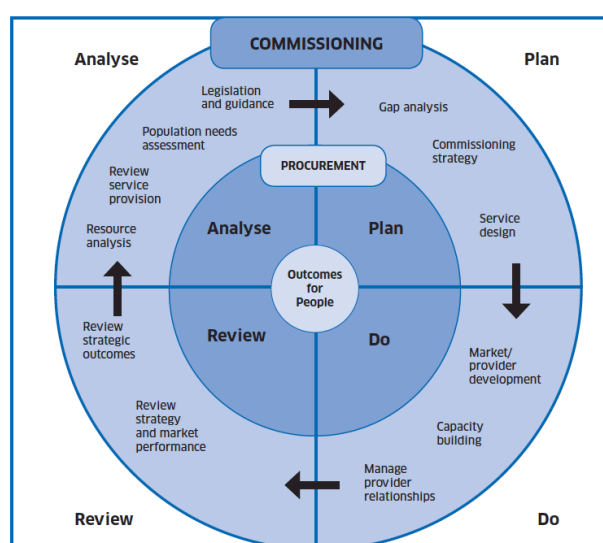 COMMISSIONING
Analyse
Plan
Legislation
and guidance
Gap analysis
Population needs
assessment
Commissioning
strategy
PROCUREMENT
Review
service
provision
Resource
analysis
Analyse
Plan
Service
design
Outcomes
for
People
Review
strategic
outcomes
Review
Do
Market/
provider
development
Review
strategy
and market
performance
Capacity
building
Manage
provider
relationships
Review
Do